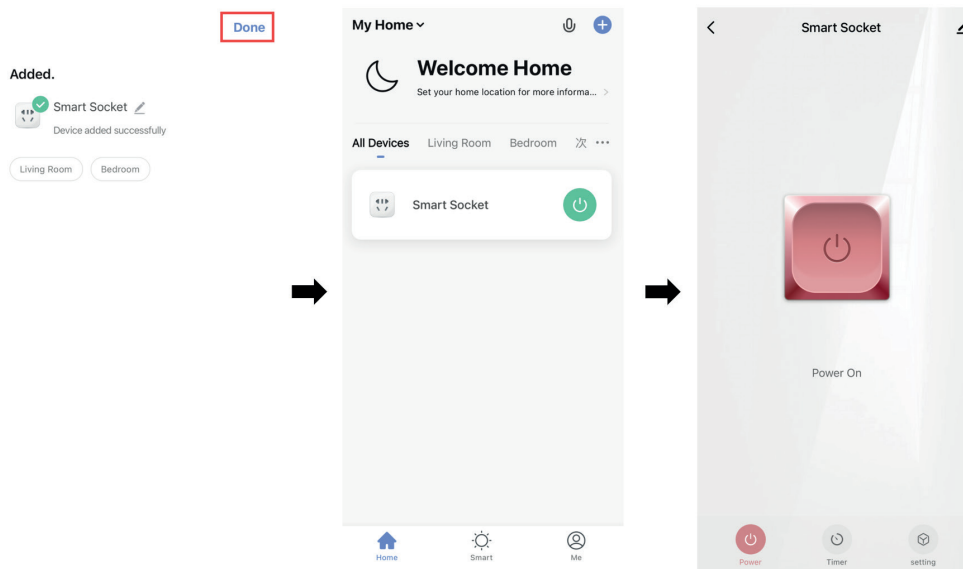 Done
Added.
Smart Socket
Device added successfully
Living Room Bedroom
My Home
Welcome Home
Set your home location for more informa...
All Devices Living Room Bedroom 次 ...
Smart Socket
Home Smart Me
Smart Socket
Power On
Power Timer setting